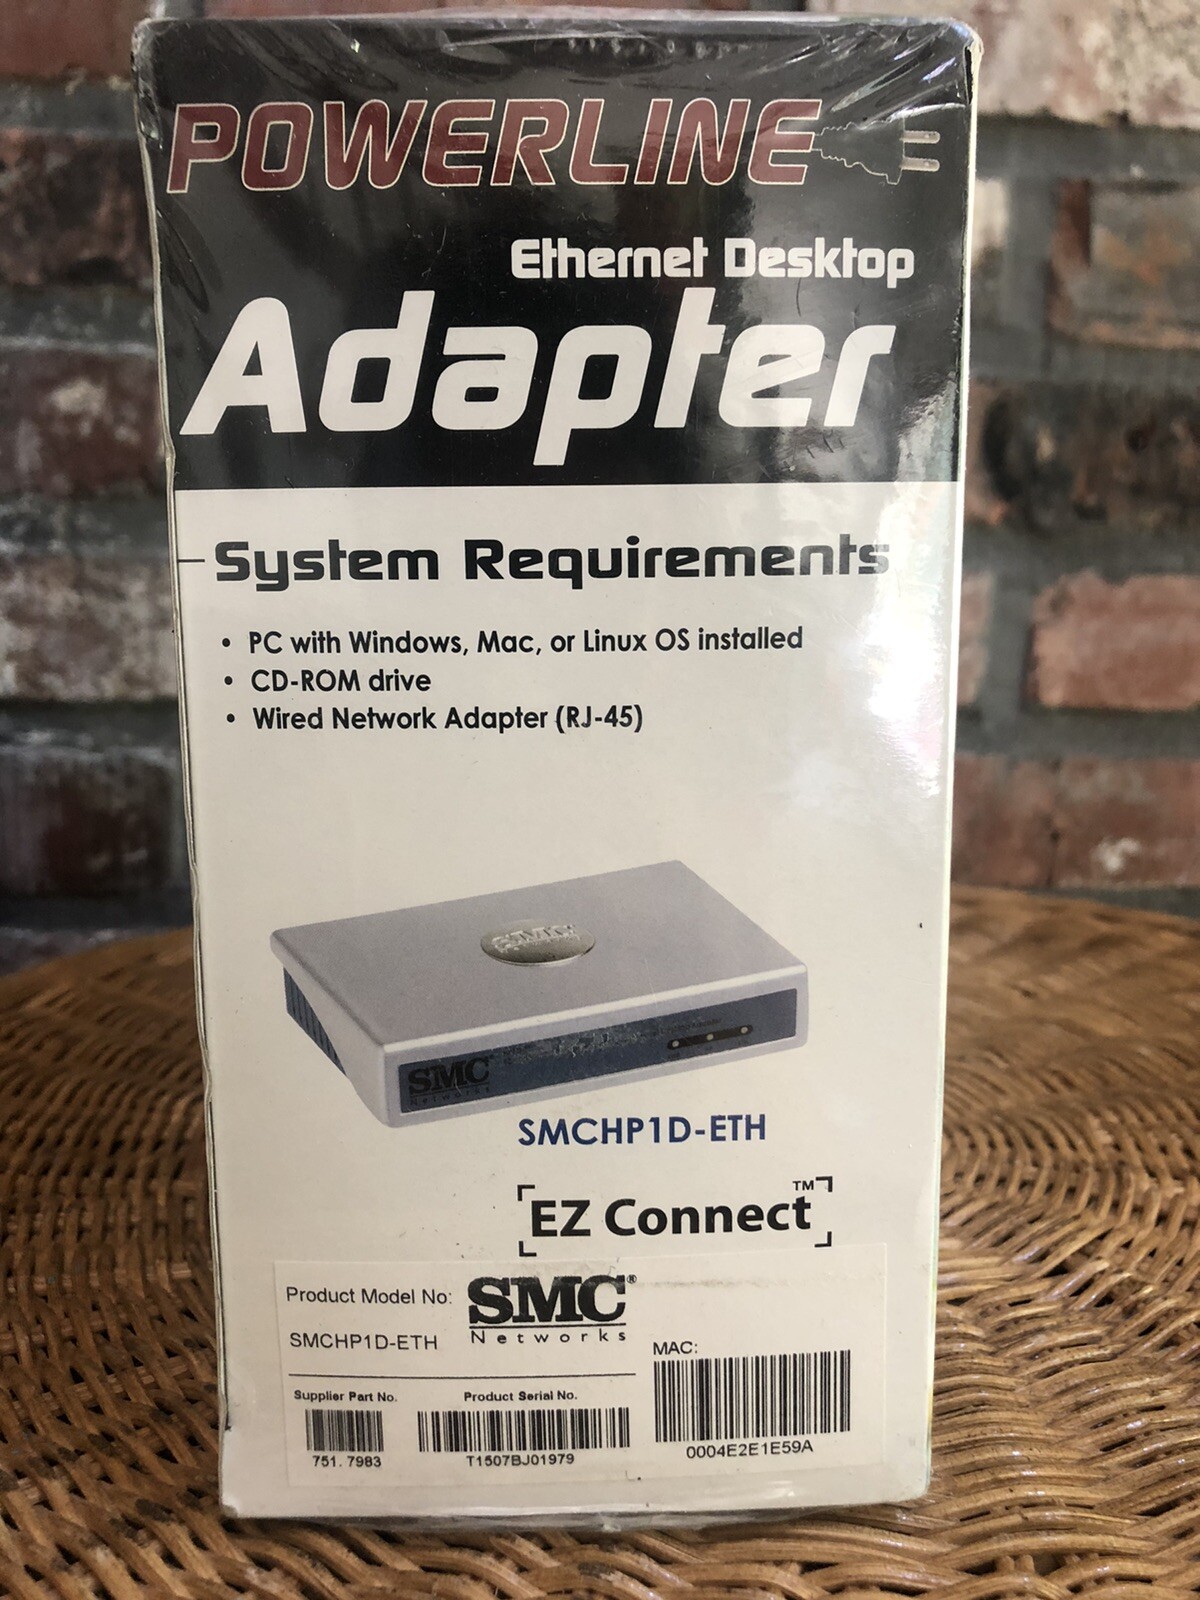 POWERLINE
Ethernet Desktop
Adapter
System Requirements
• PC with Windows, Mac, or Linux OS installed
• CD-ROM drive
• Wired Network Adapter (RJ-45)
SMC
SMC
Networks
SMCHP1D-ETH
EZ Connect™
Product Model No:
SMCHP1D-ETH
SMC®
Networks
Supplier Part No.
751. 7983
Product Serial No.
T1507BJ01979
MAC:
0004E2E1E59A